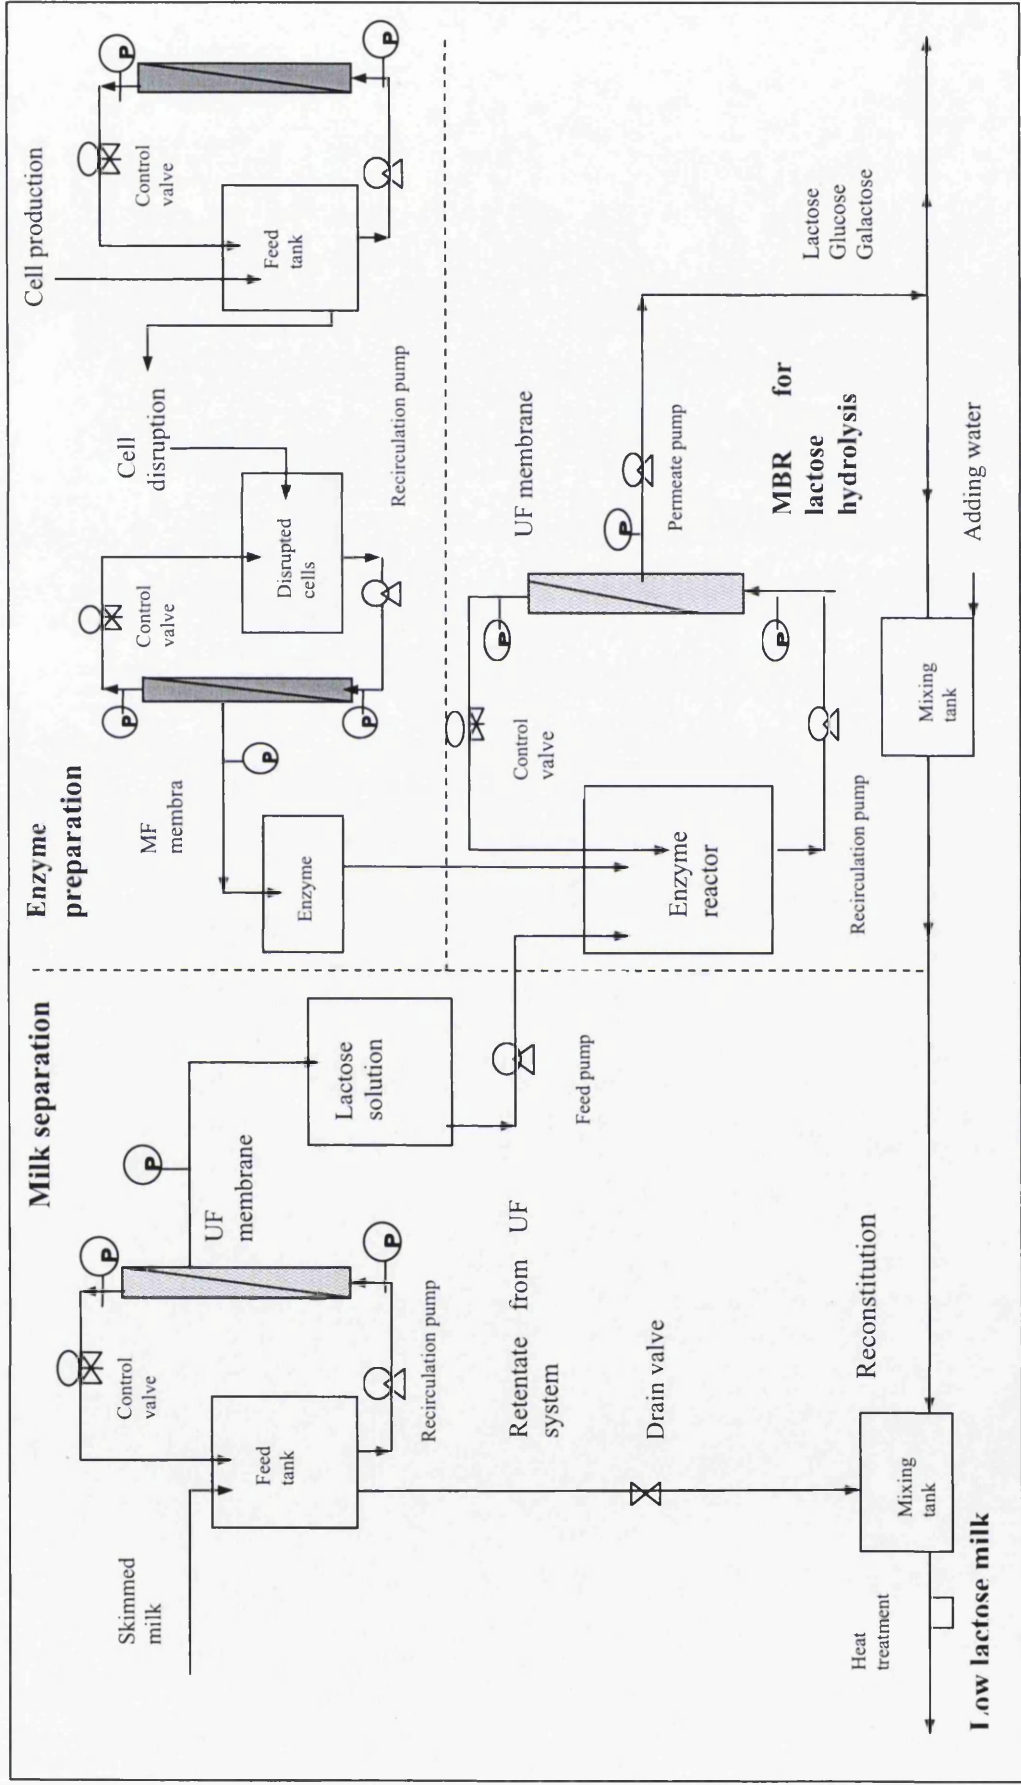 Milk separation
Skimmed
milk
Control
valve
P
P
UF
membrane
P
Feed
tank
Recirculation pump
Lactose
solution
Feed pump
Retentate from UF
system
Drain valve
Enzyme
preparation
MF
membra
P
P
P
Control
valve
Enzyme
Disrupted
cells
Cell
disruption
Recirculation pump
Cell production
Feed
tank
Control
valve
P
P
Enzyme
reactor
Control
valve
P
P
P
UF membrane
Recirculation pump
Permeate pump
MBR for
lactose
hydrolysis
Lactose
Glucose
Galactose
Reconstitution
Mixing
tank
Adding water
Mixing
tank
Heat
treatment
Low lactose milk